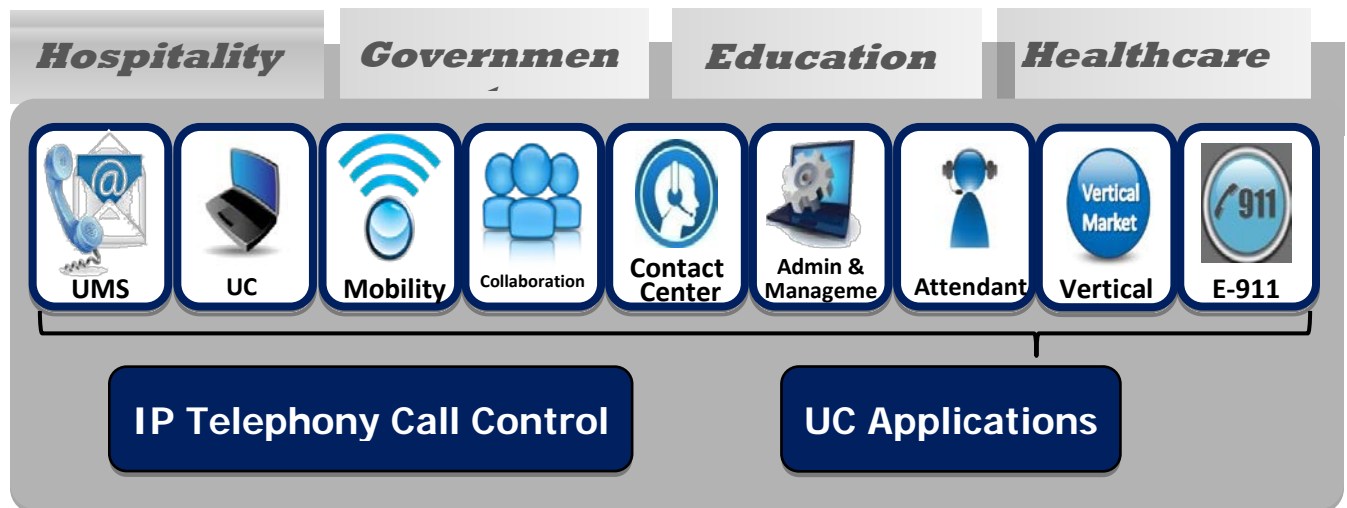 Hospitality
Governmen
Education
Healthcare
@
Vertical
Market
911
UMS
UC
Mobility
Collaboration
Contact
Center
Admin &
Manageme
Attendant
Vertical
E-911
IP Telephony Call Control
UC Applications